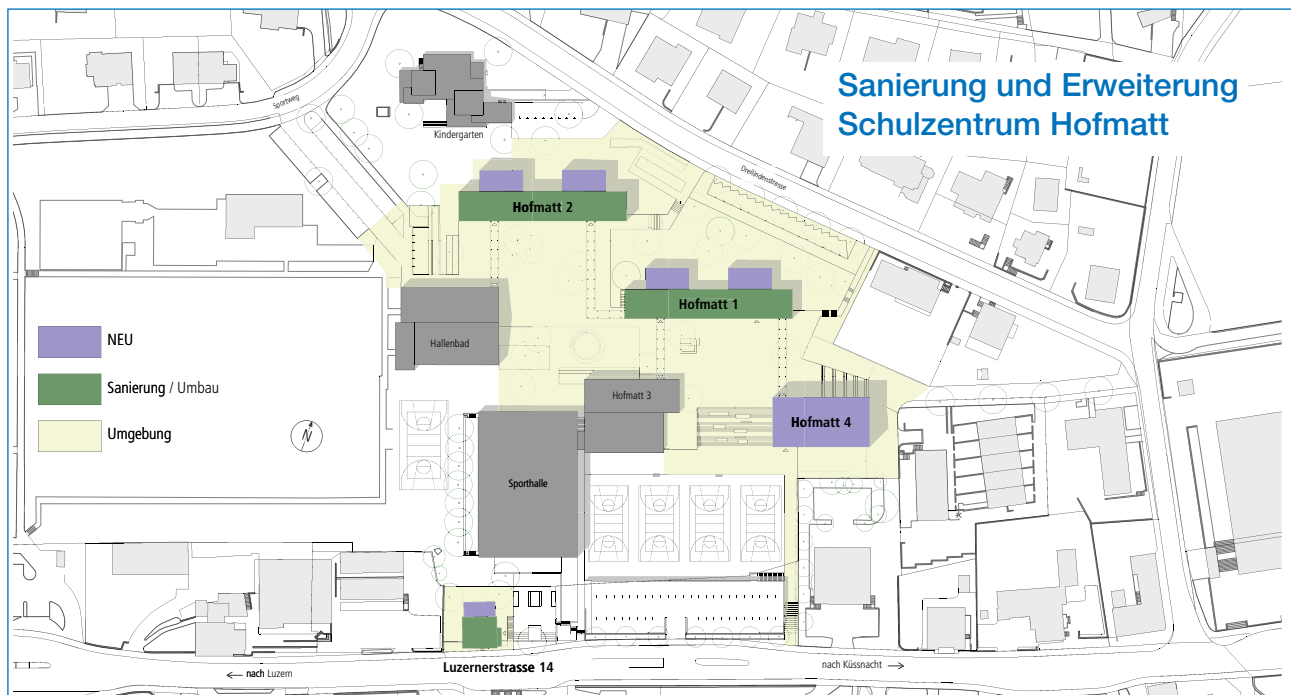 Sanierung und Erweiterung
Schulzentrum Hofmatt
Sportweg
Kindergarten
Dreilindenstrasse
Hofmatt 2
Hofmatt 1
NEU
Hallenbad
Sanierung / Umbau
Hofmatt 3
Umgebung
N
Hofmatt 4
Sporthalle
Luzernerstrasse 14
← nach Luzern
nach Küssnacht →